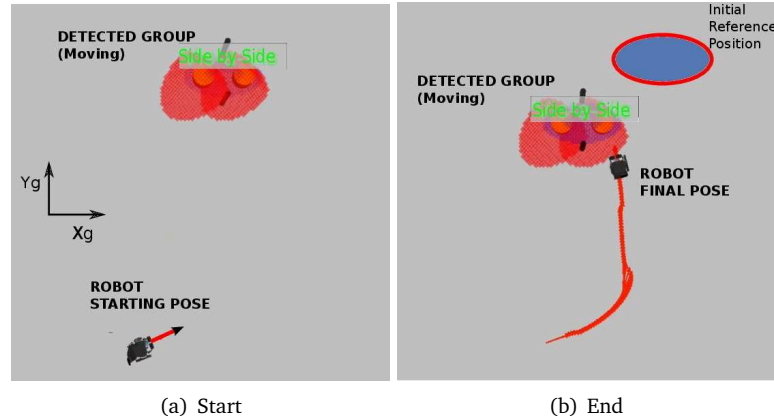 DETECTED GROUP
(Moving)
Side by Side
Yg
Xg
ROBOT
STARTING POSE
(a) Start
Initial
Reference
Position
DETECTED GROUP
(Moving)
Side by Side
ROBOT
FINAL POSE
(b) End